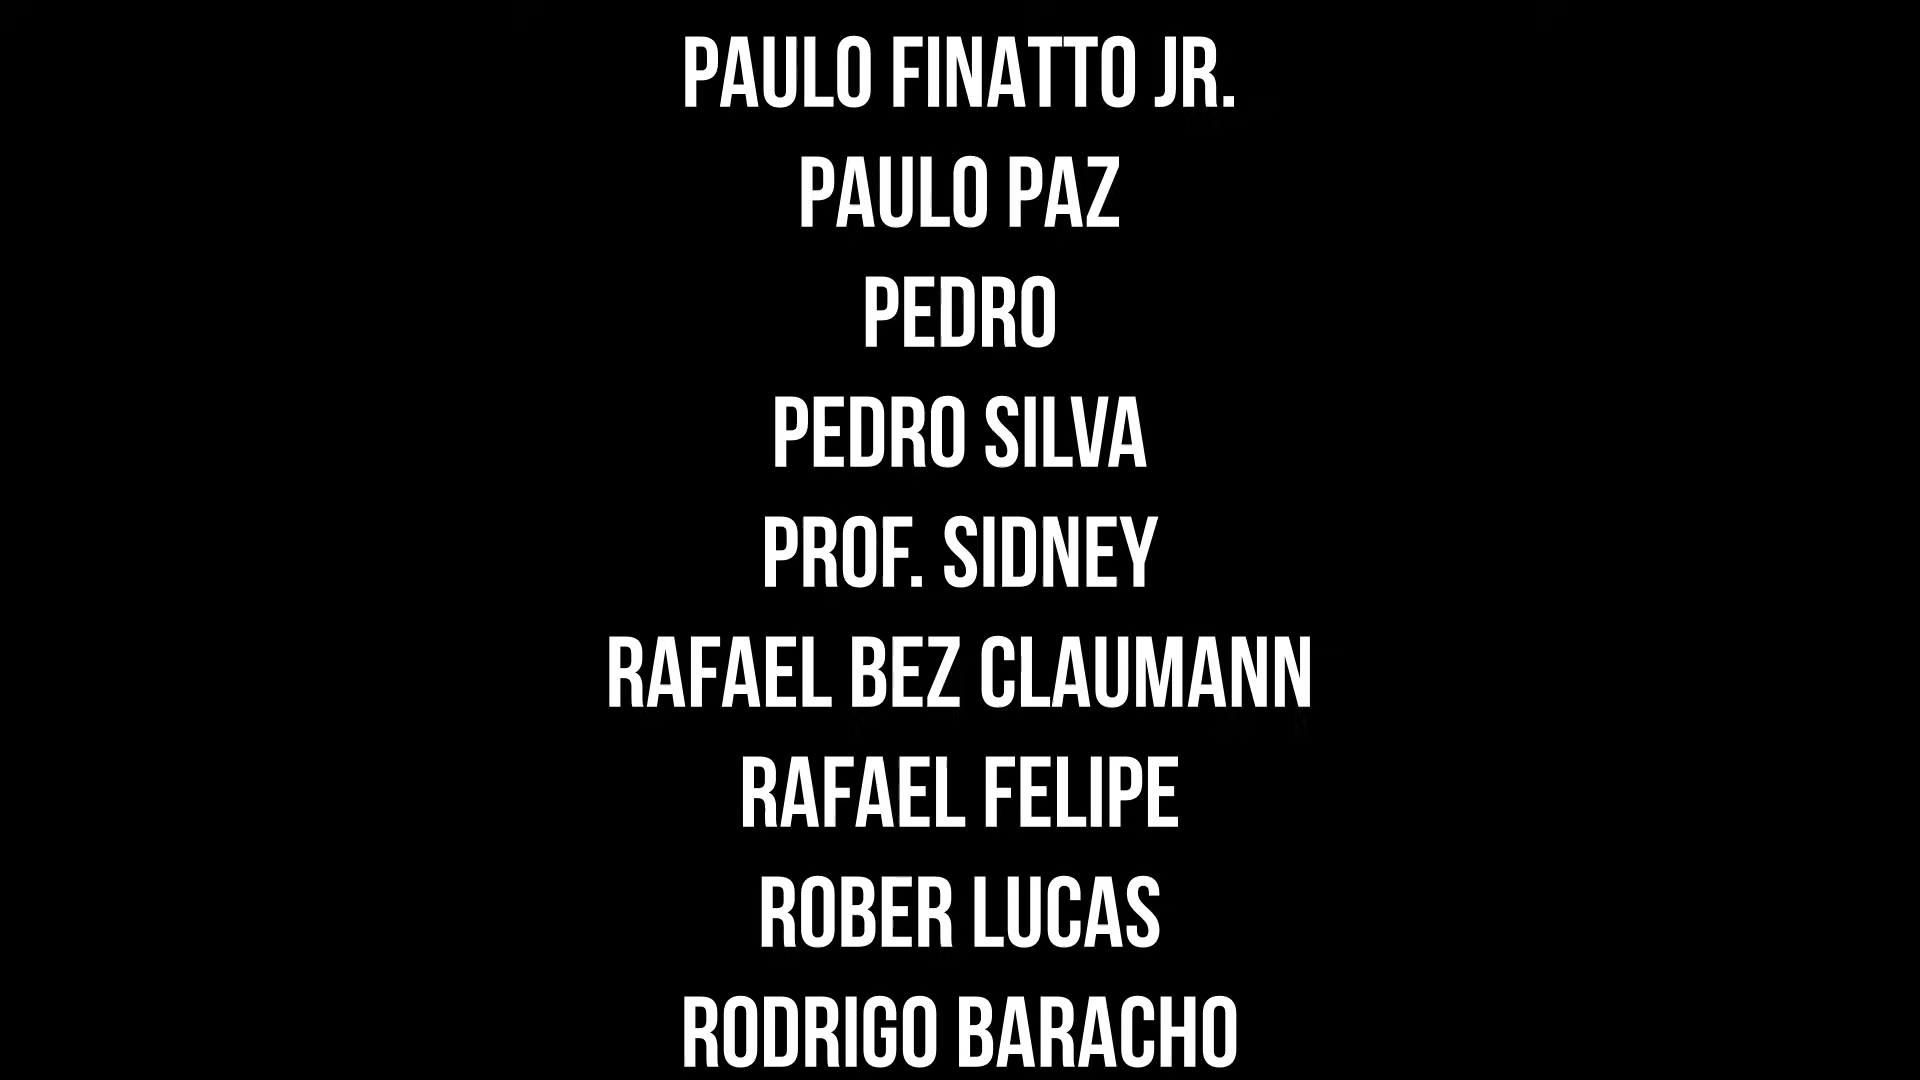 PAULO FINATTO JR.
PAULO PAZ
PEDRO
PEDRO SILVA
PROF. SIDNEY
RAFAEL BEZ CLAUMANN
RAFAEL FELIPE
ROBER LUCAS
RODRIGO BARACHO